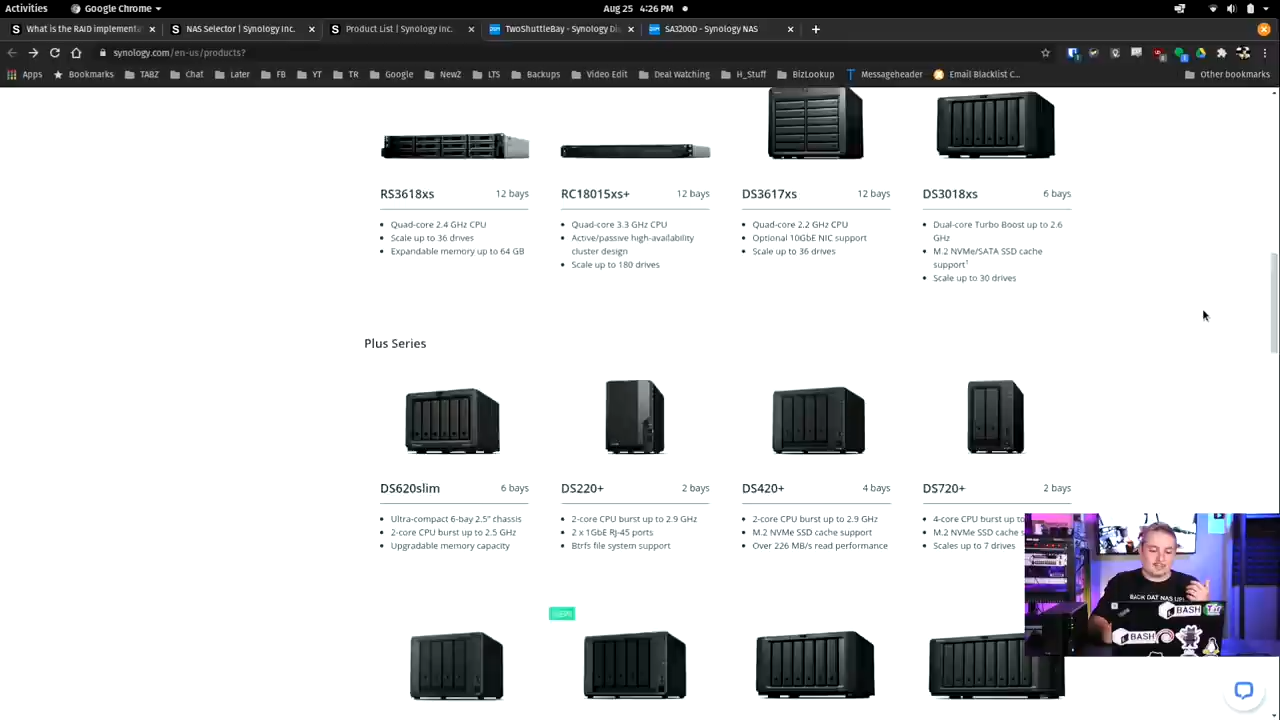 Activities
Google Chrome
Aug 25 4:26 PM
What is the RAID implementa
NAS Selector | Synology Inc.
Product List | Synology Inc.
TwoShuttleBay - Synology Di
SA3200D - Synology NAS
synology.com/en-us/products?
Apps
Bookmarks
TABZ
Chat
Later
FB
YT
TR
Google
NewZ
LTS
Backups
Video Edit
Deal Watching
H_Stuff
BizLookup
Messageheader
Email Blacklist C...
Other bookmarks
RS3618xs 12 bays
Quad-core 2.4 GHz CPU
Scale up to 36 drives
Expandable memory up to 64 GB
RC18015xs+ 12 bays
Quad-core 3.3 GHz CPU
Active/passive high-availability
cluster design
Scale up to 180 drives
DS3617xs 12 bays
Quad-core 2.2 GHz CPU
Optional 10GbE NIC support
Scale up to 36 drives
DS3018xs 6 bays
Dual-core Turbo Boost up to 2.6
GHz
M.2 NVMe/SATA SSD cache
support¹
Scale up to 30 drives
Plus Series
DS620slim 6 bays
Ultra-compact 6-bay 2.5" chassis
2-core CPU burst up to 2.5 GHz
Upgradable memory capacity
DS220+ 2 bays
2-core CPU burst up to 2.9 GHz
2 x 1GbE RJ-45 ports
Btrfs file system support
DS420+ 4 bays
2-core CPU burst up to 2.9 GHz
M.2 NVMe SSD cache support
Over 226 MB/s read performance
DS720+ 2 bays
4-core CPU burst up to
M.2 NVMe SSD cache
Scales up to 7 drives
BACK DAT NAS UP!
BASH
BASH